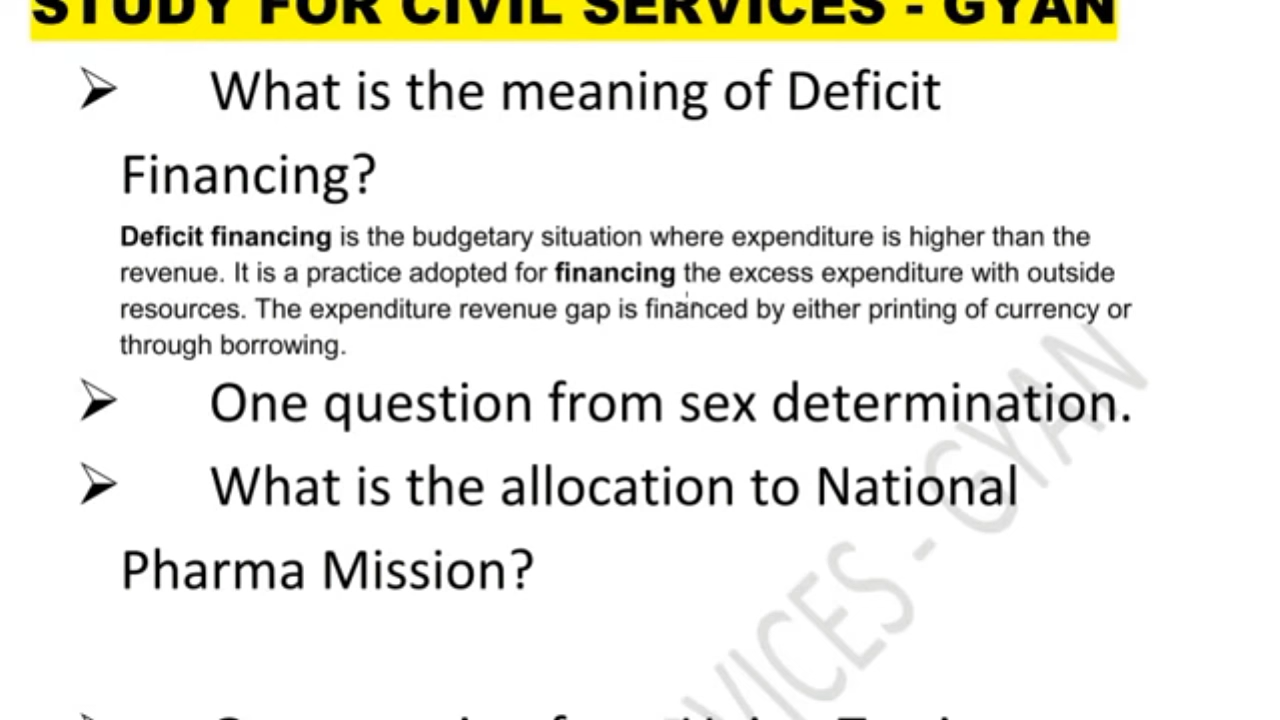 STUDY FOR CIVIL SERVICES - GYAN
➢ What is the meaning of Deficit
Financing?
Deficit financing is the budgetary situation where expenditure is higher than the
revenue. It is a practice adopted for financing the excess expenditure with outside
resources. The expenditure revenue gap is financed by either printing of currency or
through borrowing.
➢ One question from sex determination.
➢ What is the allocation to National
Pharma Mission?
VICES - GYAN